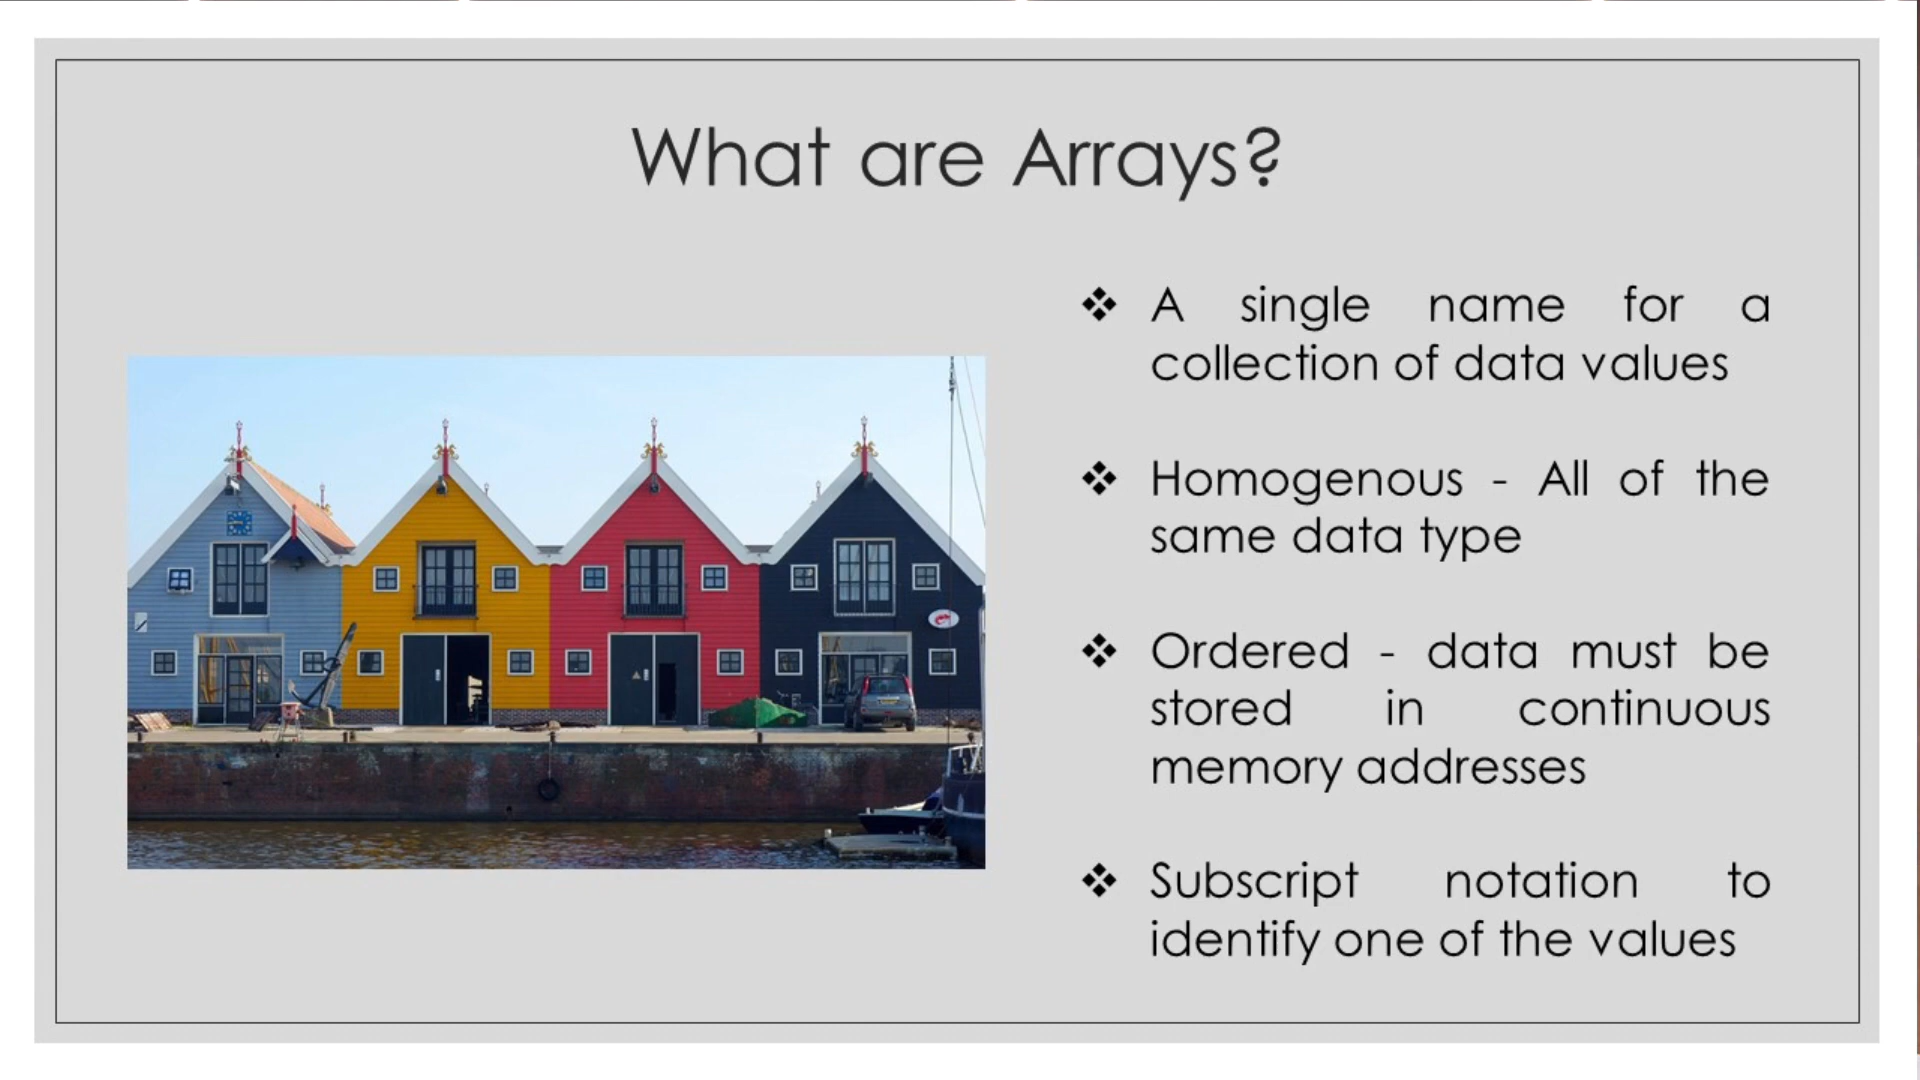 What are Arrays?
❖ A single name for a
collection of data values
❖ Homogenous - All of the
same data type
❖ Ordered - data must be
stored in continuous
memory addresses
❖ Subscript notation to
identify one of the values